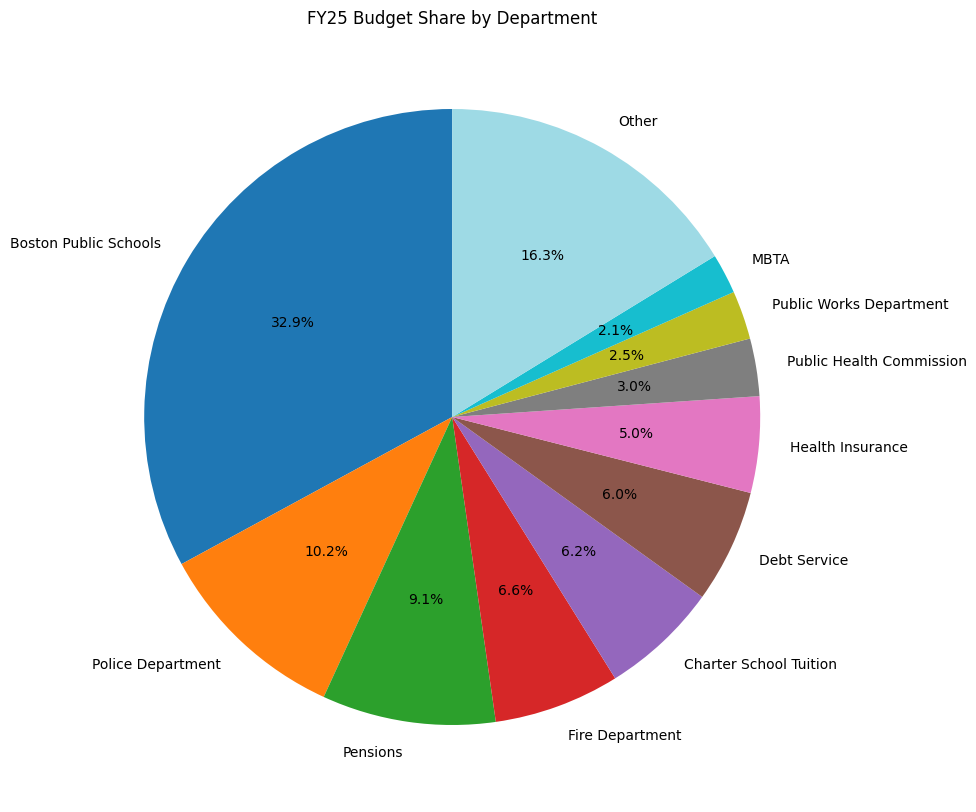 FY25 Budget Share by Department
Other
Boston Public Schools
MBTA
16.3%
Public Works Department
32.9%
2.1%
2.5%
Public Health Commission
3.0%
5.0%
Health Insurance
6.0%
10.2%
6.2%
Debt Service
9.1%
6.6%
Police Department
Charter School Tuition
Fire Department
Pensions